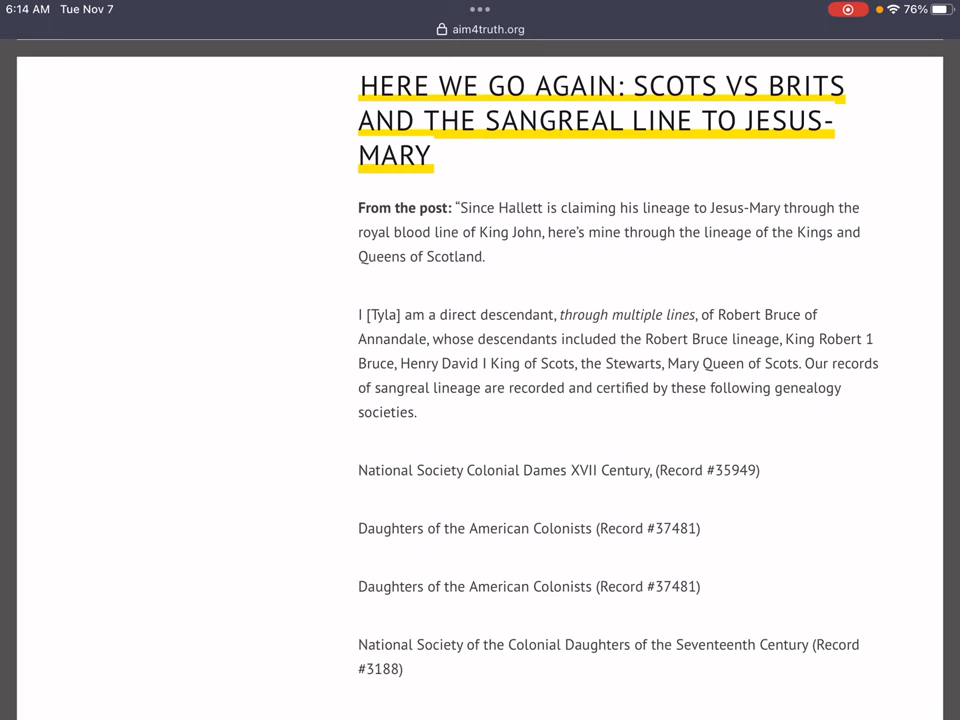 6:14 AM Tue Nov 7
76%
aim4truth.org
HERE WE GO AGAIN: SCOTS VS BRITS
AND THE SANGREAL LINE TO JESUS-
MARY
From the post: “Since Hallett is claiming his lineage to Jesus-Mary through the
royal blood line of King John, here’s mine through the lineage of the Kings and
Queens of Scotland.
I [Tyla] am a direct descendant, through multiple lines, of Robert Bruce of
Annandale, whose descendants included the Robert Bruce lineage, King Robert 1
Bruce, Henry David I King of Scots, the Stewarts, Mary Queen of Scots. Our records
of sangreal lineage are recorded and certified by these following genealogy
societies.
National Society Colonial Dames XVII Century, (Record #35949)
Daughters of the American Colonists (Record #37481)
Daughters of the American Colonists (Record #37481)
National Society of the Colonial Daughters of the Seventeenth Century (Record
#3188)